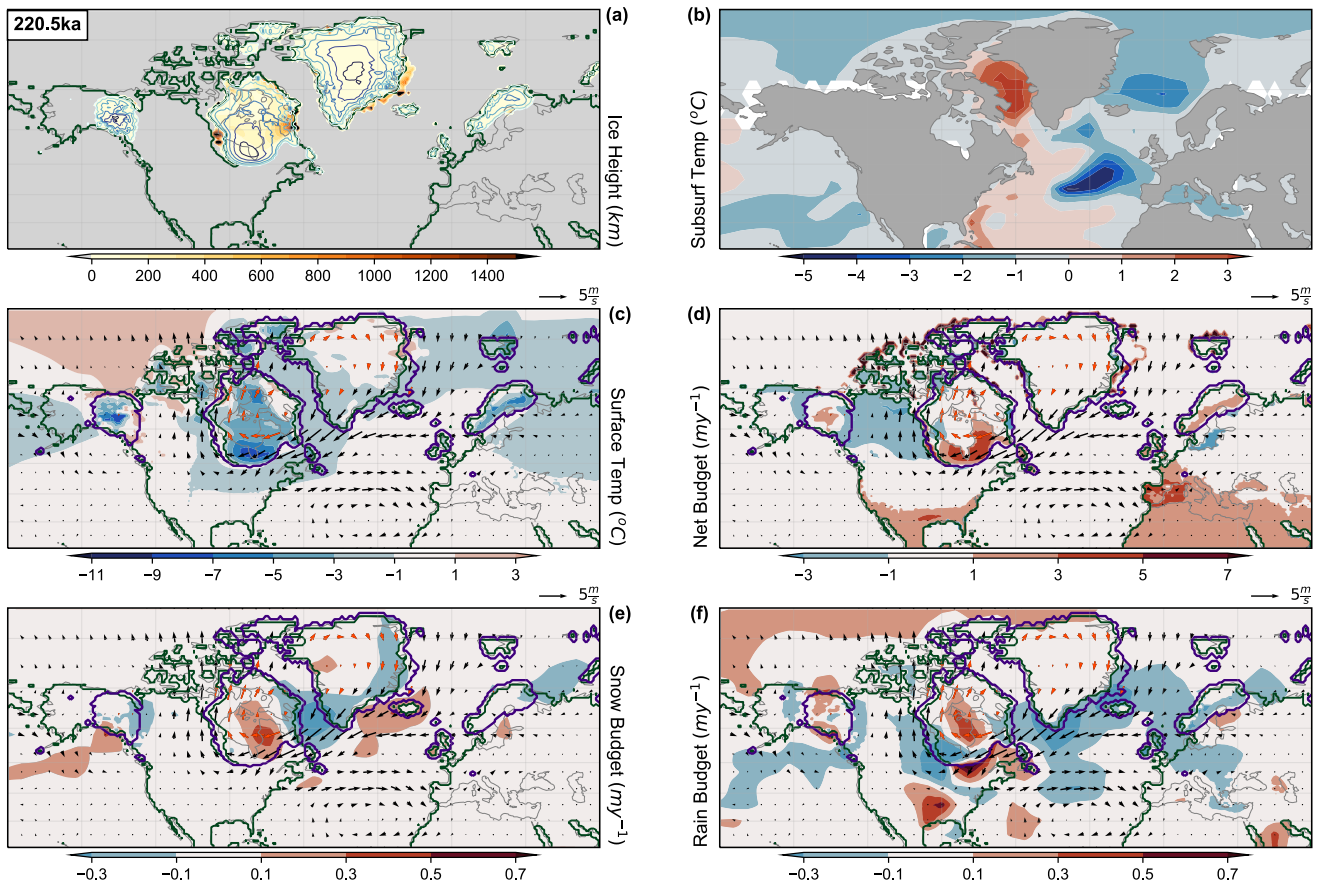 220.5ka
(a)
(b)
Ice Height (km)
0 200 400 600 800 1000 1200 1400
Subsurf Temp (°C)
−5 −4 −3 −2 −1 0 1 2 3
5 m/s
5 m/s
(c)
(d)
Surface Temp (°C)
−11 −9 −7 −5 −3 −1 1 3
Net Budget (my⁻¹)
−3 −1 1 3 5 7
5 m/s
5 m/s
(e)
(f)
Snow Budget (my⁻¹)
−0.3 −0.1 0.1 0.3 0.5 0.7
Rain Budget (my⁻¹)
−0.3 −0.1 0.1 0.3 0.5 0.7